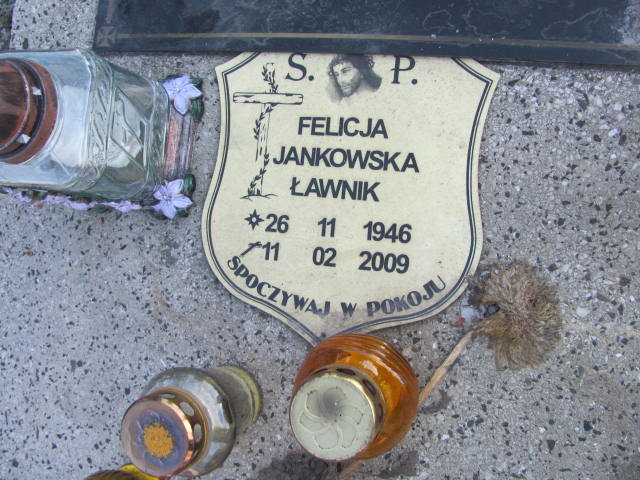 S. P.
FELICJA
JANKOWSKA
ŁAWNIK
26 11 1946
11 02 2009
SPOCZYWAJ W POKOJU